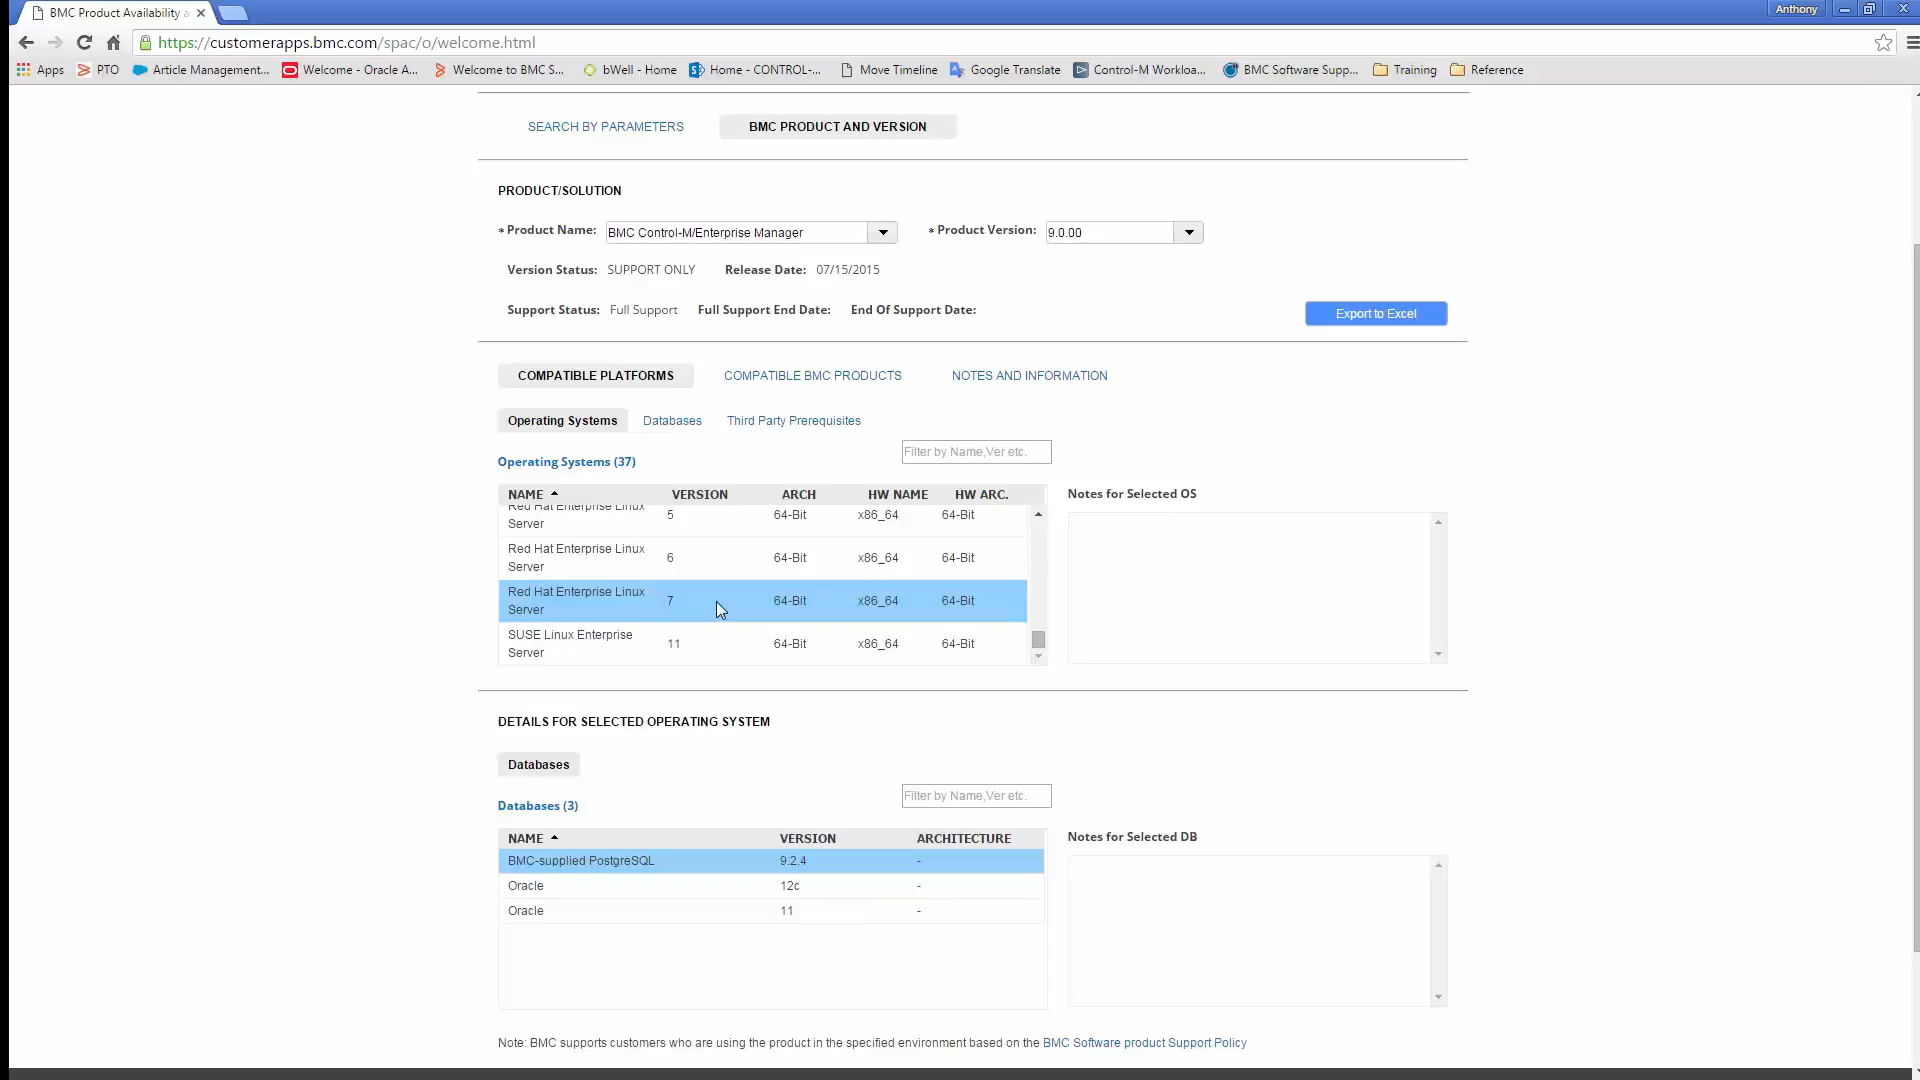 BMC Product Availability a
Anthony
https://customerapps.bmc.com/spac/o/welcome.html
Apps PTO Article Management... Welcome - Oracle A... Welcome to BMC S... bWell - Home Home - CONTROL-... Move Timeline Google Translate Control-M Workloa... BMC Software Supp... Training Reference
SEARCH BY PARAMETERS BMC PRODUCT AND VERSION
PRODUCT/SOLUTION
* Product Name: BMC Control-M/Enterprise Manager * Product Version: 9.0.00
Version Status: SUPPORT ONLY Release Date: 07/15/2015
Support Status: Full Support Full Support End Date: End Of Support Date: Export to Excel
COMPATIBLE PLATFORMS COMPATIBLE BMC PRODUCTS NOTES AND INFORMATION
Operating Systems Databases Third Party Prerequisites
Filter by Name,Ver etc.
Operating Systems (37)
NAME VERSION ARCH HW NAME HW ARC. Notes for Selected OS
Red Hat Enterprise Linux
Server 5 64-Bit x86_64 64-Bit
Red Hat Enterprise Linux
Server 6 64-Bit x86_64 64-Bit
Red Hat Enterprise Linux
Server 7 64-Bit x86_64 64-Bit
SUSE Linux Enterprise
Server 11 64-Bit x86_64 64-Bit
DETAILS FOR SELECTED OPERATING SYSTEM
Databases
Filter by Name,Ver etc.
Databases (3)
NAME VERSION ARCHITECTURE Notes for Selected DB
BMC-supplied PostgreSQL 9.2.4 -
Oracle 12c -
Oracle 11 -
Note: BMC supports customers who are using the product in the specified environment based on the BMC Software product Support Policy